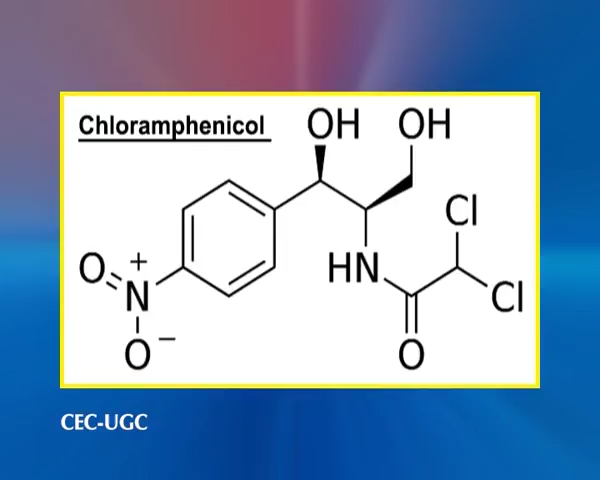 Chloramphenicol
OH OH
Cl
O
+
N
HN
Cl
O −
O
CEC-UGC